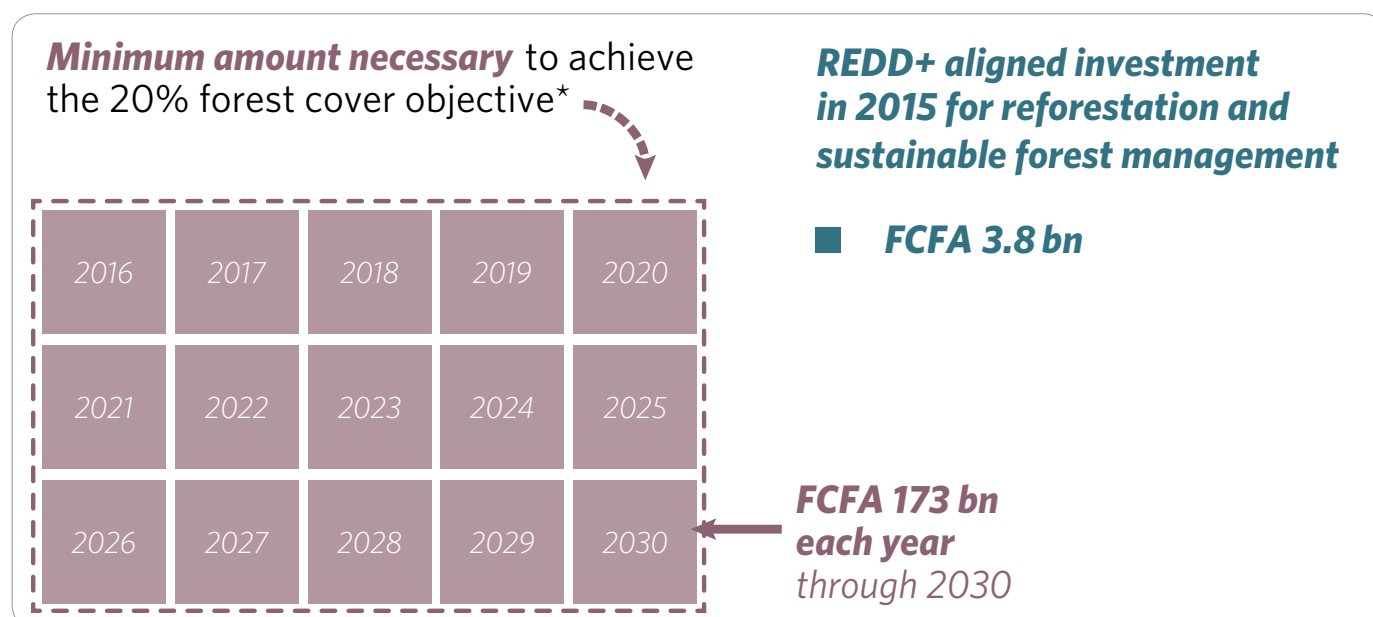 Minimum amount necessary to achieve
the 20% forest cover objective*
REDD+ aligned investment
in 2015 for reforestation and
sustainable forest management
FCFA 3.8 bn
2016 2017 2018 2019 2020
2021 2022 2023 2024 2025
2026 2027 2028 2029 2030
FCFA 173 bn
each year
through 2030